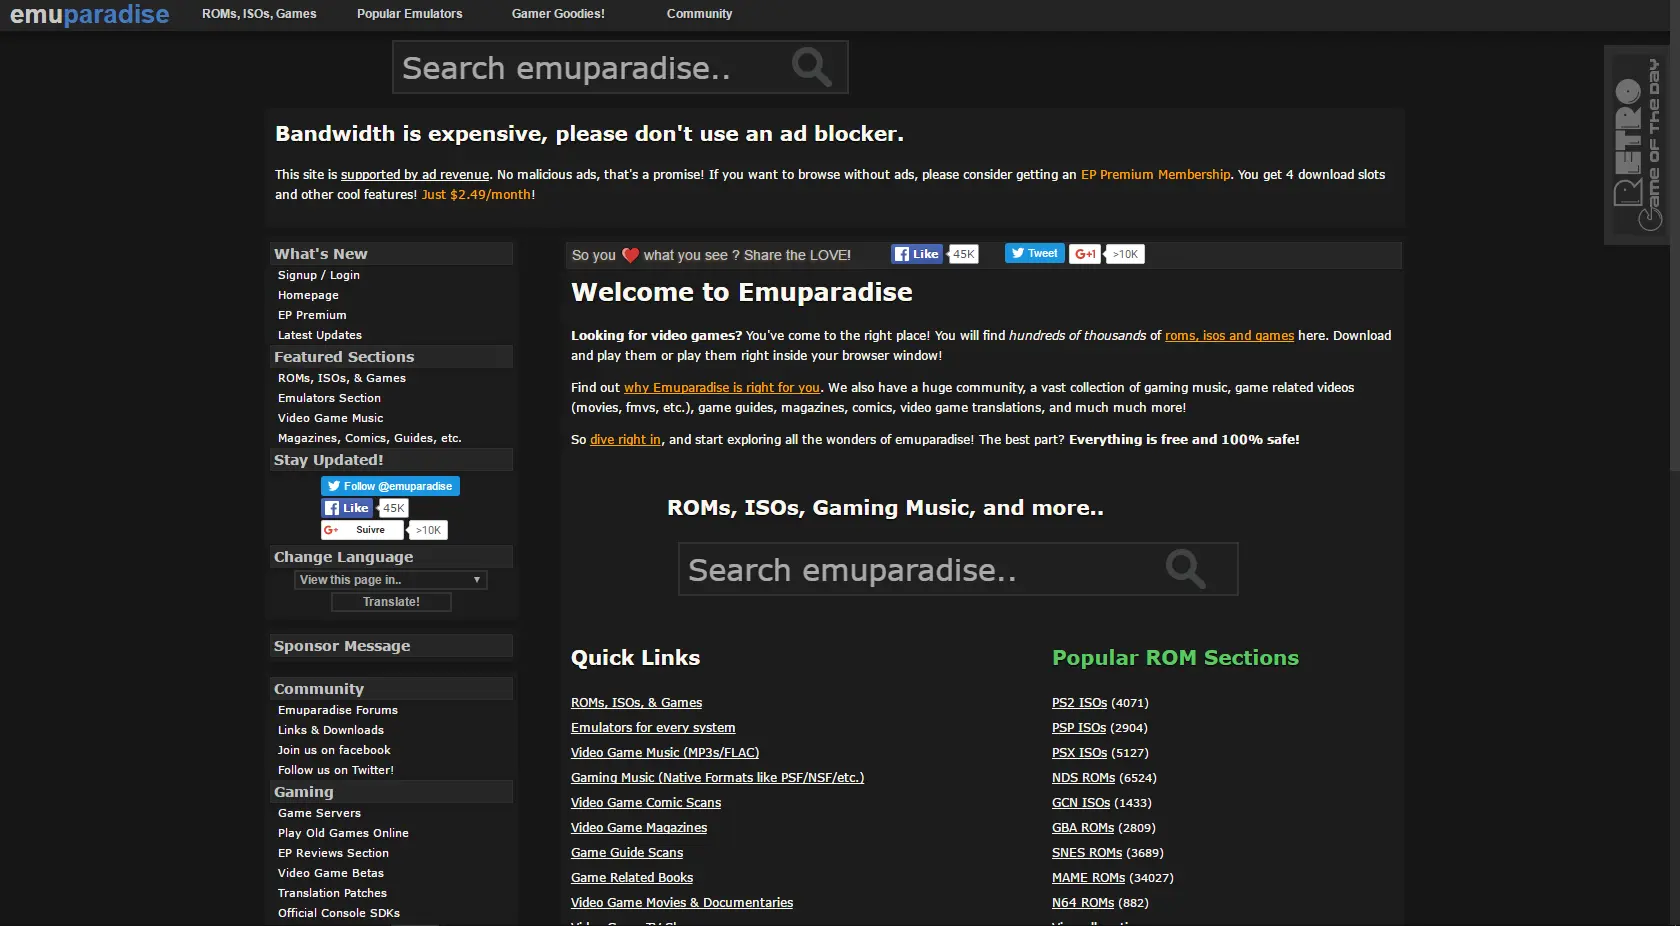 emuparadise
ROMs, ISOs, Games
Popular Emulators
Gamer Goodies!
Community
Search emuparadise..
RETRO
Game OF THE DAY
Bandwidth is expensive, please don't use an ad blocker.
This site is supported by ad revenue. No malicious ads, that's a promise! If you want to browse without ads, please consider getting an EP Premium Membership. You get 4 download slots
and other cool features! Just $2.49/month!
What's New
Signup / Login
Homepage
EP Premium
Latest Updates
Featured Sections
ROMs, ISOs, & Games
Emulators Section
Video Game Music
Magazines, Comics, Guides, etc.
Stay Updated!
Follow @emuparadise
Like 45K
G+ Suivre >10K
Change Language
View this page in..
Translate!
Sponsor Message
Community
Emuparadise Forums
Links & Downloads
Join us on facebook
Follow us on Twitter!
Gaming
Game Servers
Play Old Games Online
EP Reviews Section
Video Game Betas
Translation Patches
Official Console SDKs
So you ❤ what you see ? Share the LOVE!
Like 45K
Tweet
G+1 >10K
Welcome to Emuparadise
Looking for video games? You've come to the right place! You will find hundreds of thousands of roms, isos and games here. Download
and play them or play them right inside your browser window!
Find out why Emuparadise is right for you. We also have a huge community, a vast collection of gaming music, game related videos
(movies, fmvs, etc.), game guides, magazines, comics, video game translations, and much much more!
So dive right in, and start exploring all the wonders of emuparadise! The best part? Everything is free and 100% safe!
ROMs, ISOs, Gaming Music, and more..
Search emuparadise..
Quick Links
ROMs, ISOs, & Games
Emulators for every system
Video Game Music (MP3s/FLAC)
Gaming Music (Native Formats like PSF/NSF/etc.)
Video Game Comic Scans
Video Game Magazines
Game Guide Scans
Game Related Books
Video Game Movies & Documentaries
Popular ROM Sections
PS2 ISOs (4071)
PSP ISOs (2904)
PSX ISOs (5127)
NDS ROMs (6524)
GCN ISOs (1433)
GBA ROMs (2809)
SNES ROMs (3689)
MAME ROMs (34027)
N64 ROMs (882)